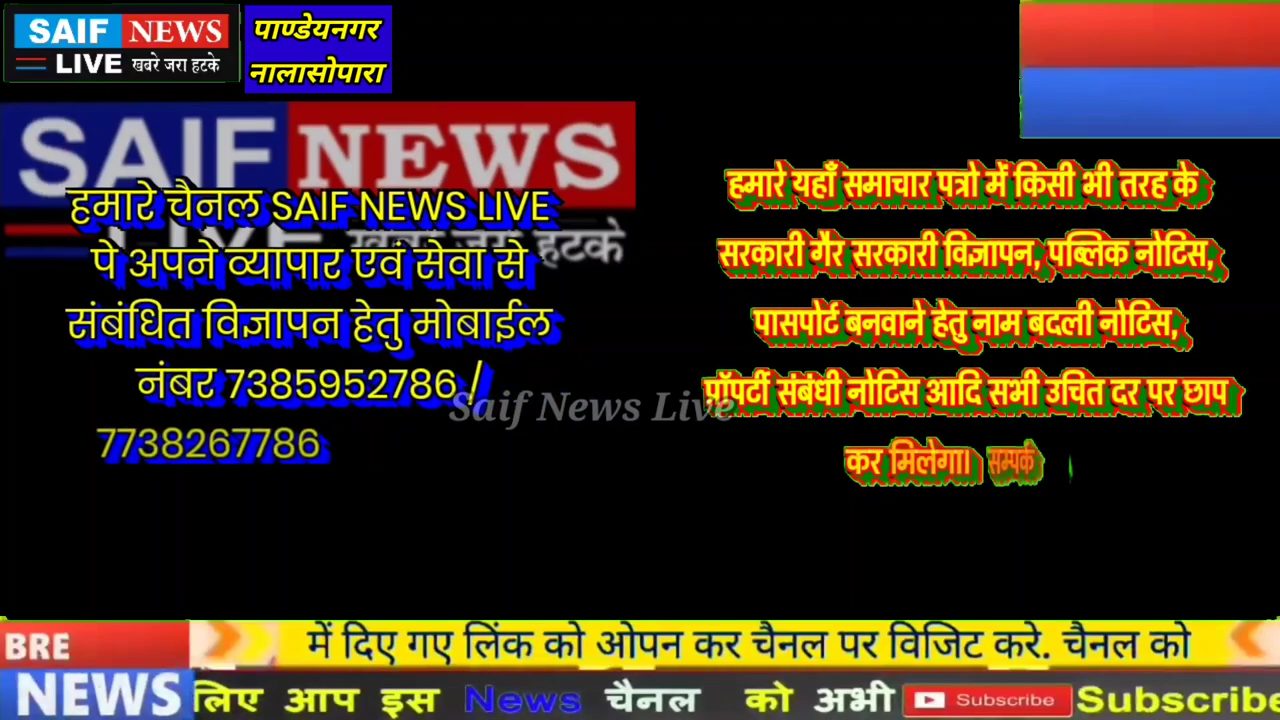 SAIF NEWS
LIVE खबरे जरा हटके
पाण्डेयनगर
नालासोपारा
SAIF NEWS
हटके
हमारे चैनल SAIF NEWS LIVE
पे अपने व्यापार एवं सेवा से
संबंधित विज्ञापन हेतु मोबाईल
नंबर 7385952786 /
7738267786
हमारे यहाँ समाचार पत्रो में किसी भी तरह के
सरकारी गैर सरकारी विज्ञापन, पब्लिक नोटिस,
पासपोर्ट बनवाने हेतु नाम बदली नोटिस,
प्रॉपर्टी संबंधी नोटिस आदि सभी उचित दर पर छाप
कर मिलेगा। सम्पर्क
Saif News Live
BRE
NEWS
में दिए गए लिंक को ओपन कर चैनल पर विजिट करे. चैनल को
लिए आप इस News चैनल को अभी Subscribe Subscribe